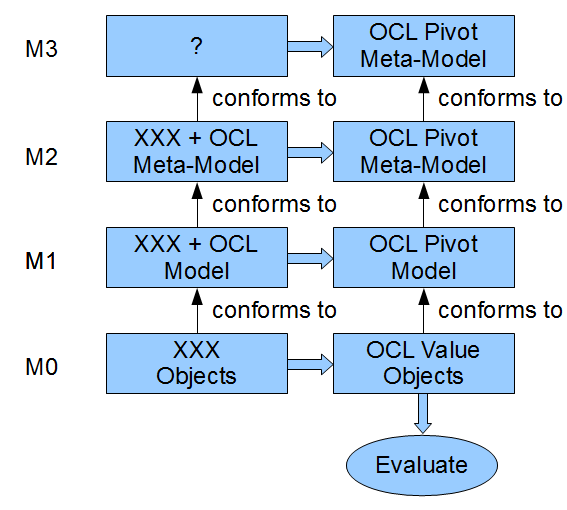 M3
?
OCL Pivot
Meta-Model
conforms to
conforms to
M2
XXX + OCL
Meta-Model
OCL Pivot
Meta-Model
conforms to
conforms to
M1
XXX + OCL
Model
OCL Pivot
Model
conforms to
conforms to
M0
XXX
Objects
OCL Value
Objects
Evaluate